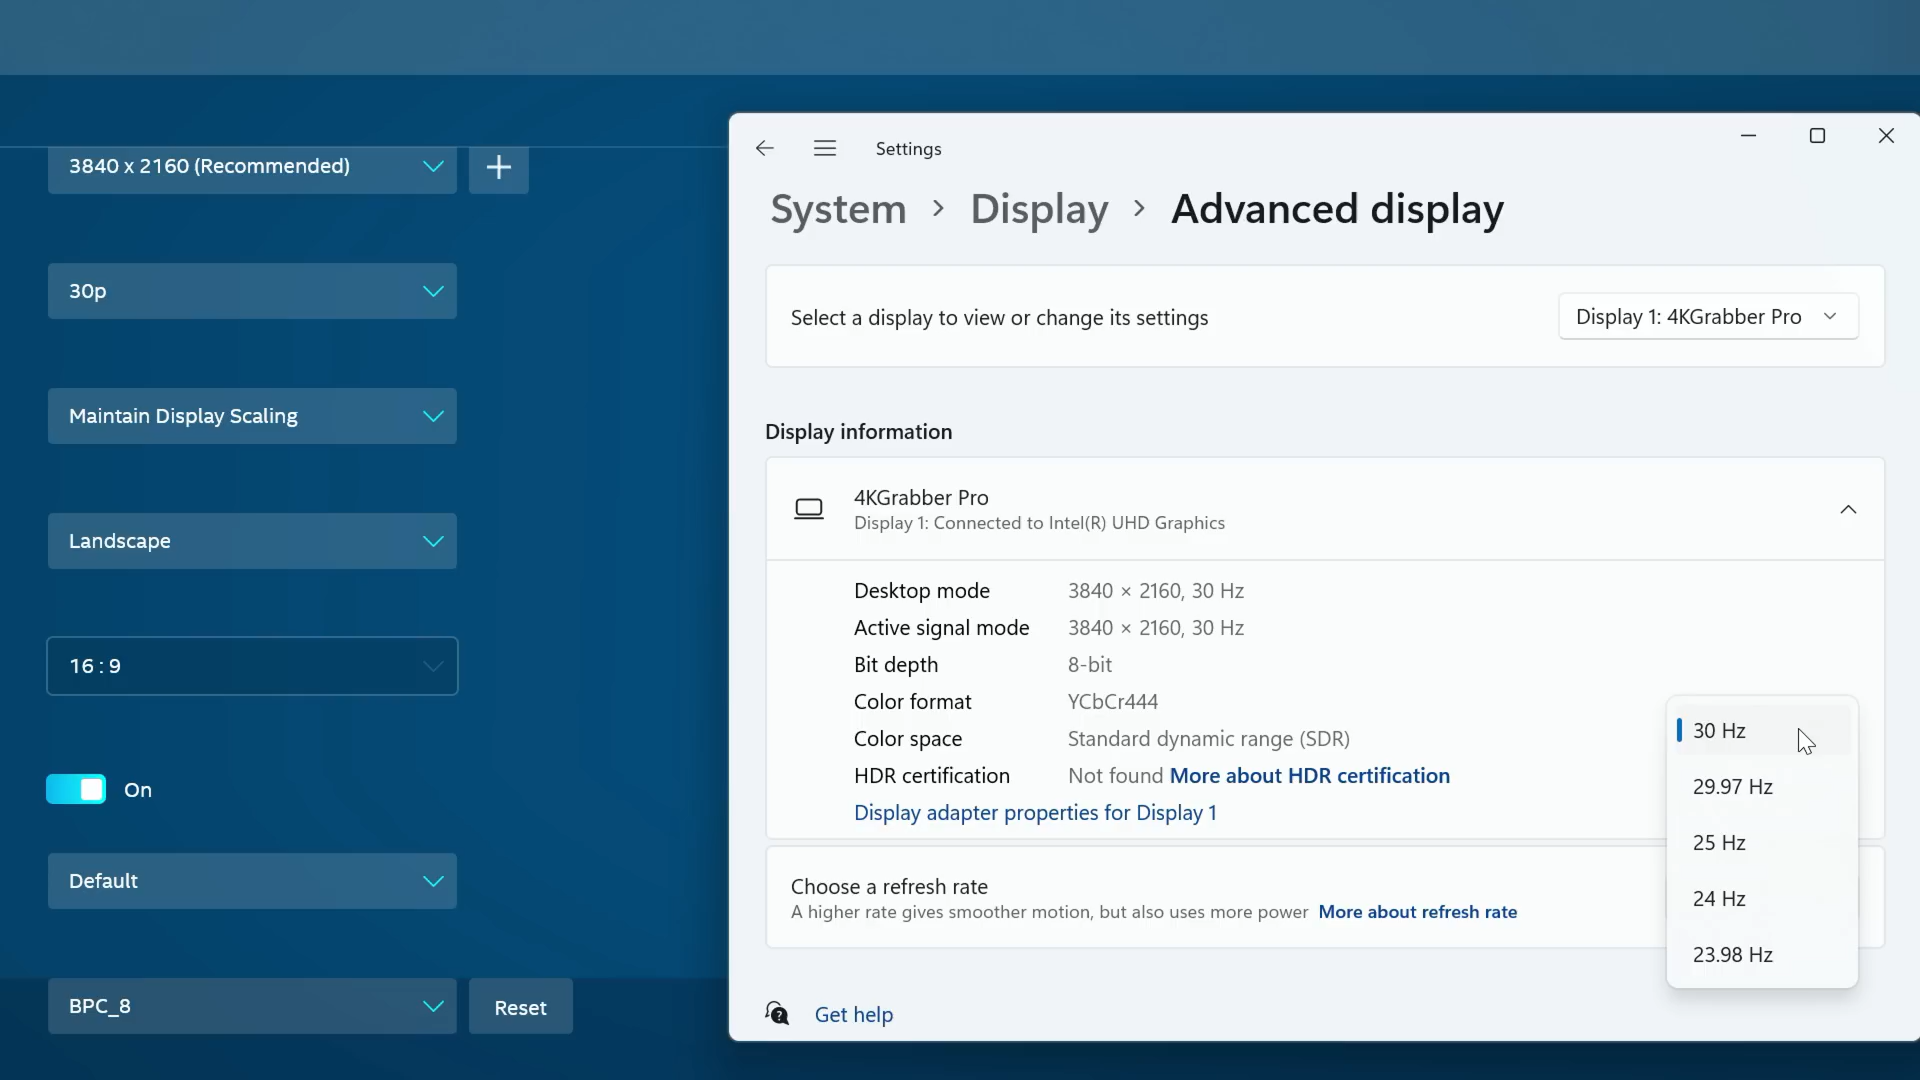 3840 x 2160 (Recommended)
30p
Maintain Display Scaling
Landscape
16 : 9
On
Default
BPC_8
Reset
Settings
System › Display › Advanced display
Select a display to view or change its settings
Display 1: 4KGrabber Pro
Display information
4KGrabber Pro
Display 1: Connected to Intel(R) UHD Graphics
Desktop mode 3840 × 2160, 30 Hz
Active signal mode 3840 × 2160, 30 Hz
Bit depth 8-bit
Color format YCbCr444
Color space Standard dynamic range (SDR)
HDR certification Not found More about HDR certification
Display adapter properties for Display 1
Choose a refresh rate
A higher rate gives smoother motion, but also uses more power More about refresh rate
30 Hz
29.97 Hz
25 Hz
24 Hz
23.98 Hz
Get help